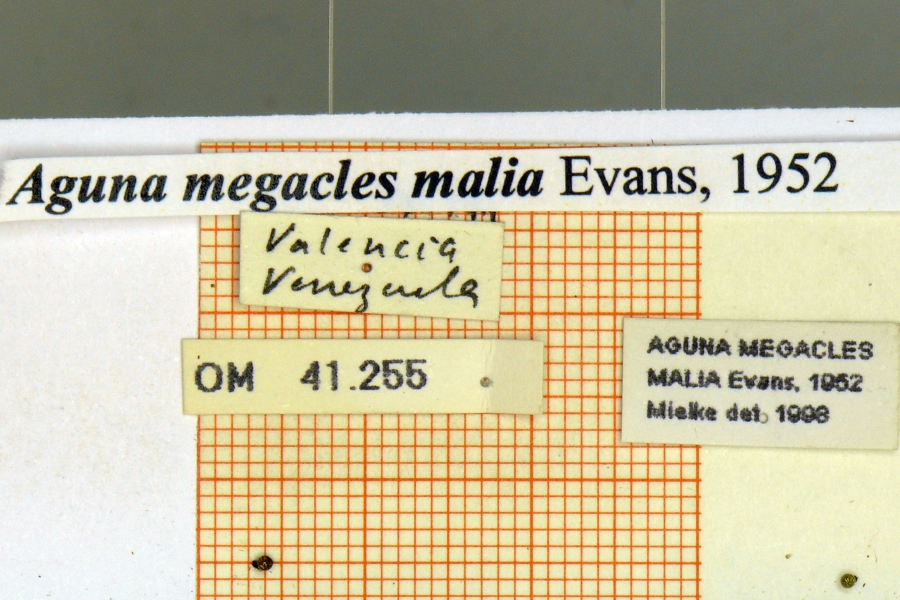 Aguna megacles malia Evans, 1952
Valencia
Venezuela
OM 41.255
AGUNA MEGACLES
MALIA Evans, 1952
Mielke det. 1998